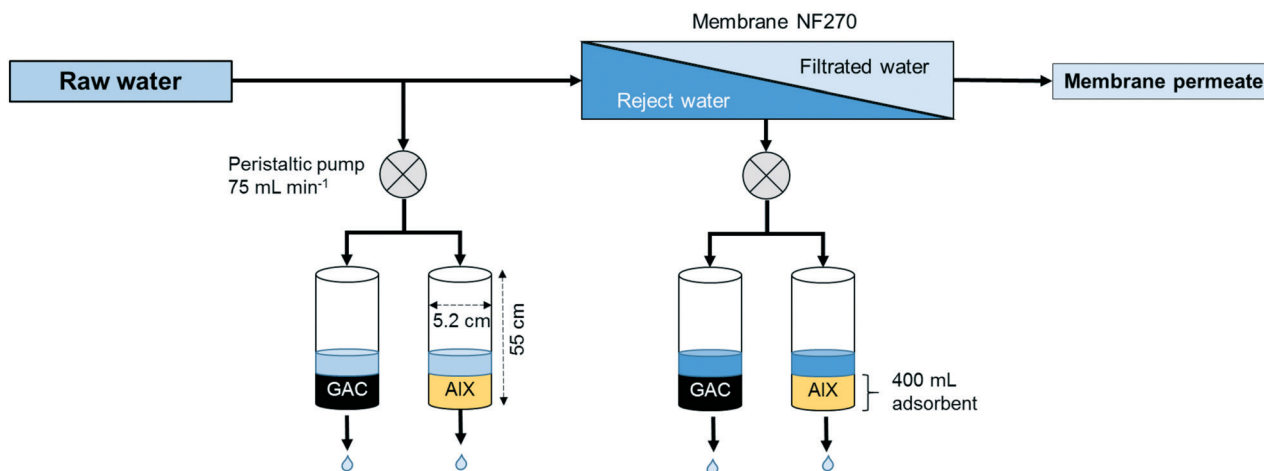 Membrane NF270
Raw water
Filtrated water
Reject water
Membrane permeate
Peristaltic pump
75 mL min⁻¹
5.2 cm
55 cm
GAC
AIX
GAC
AIX
400 mL
adsorbent